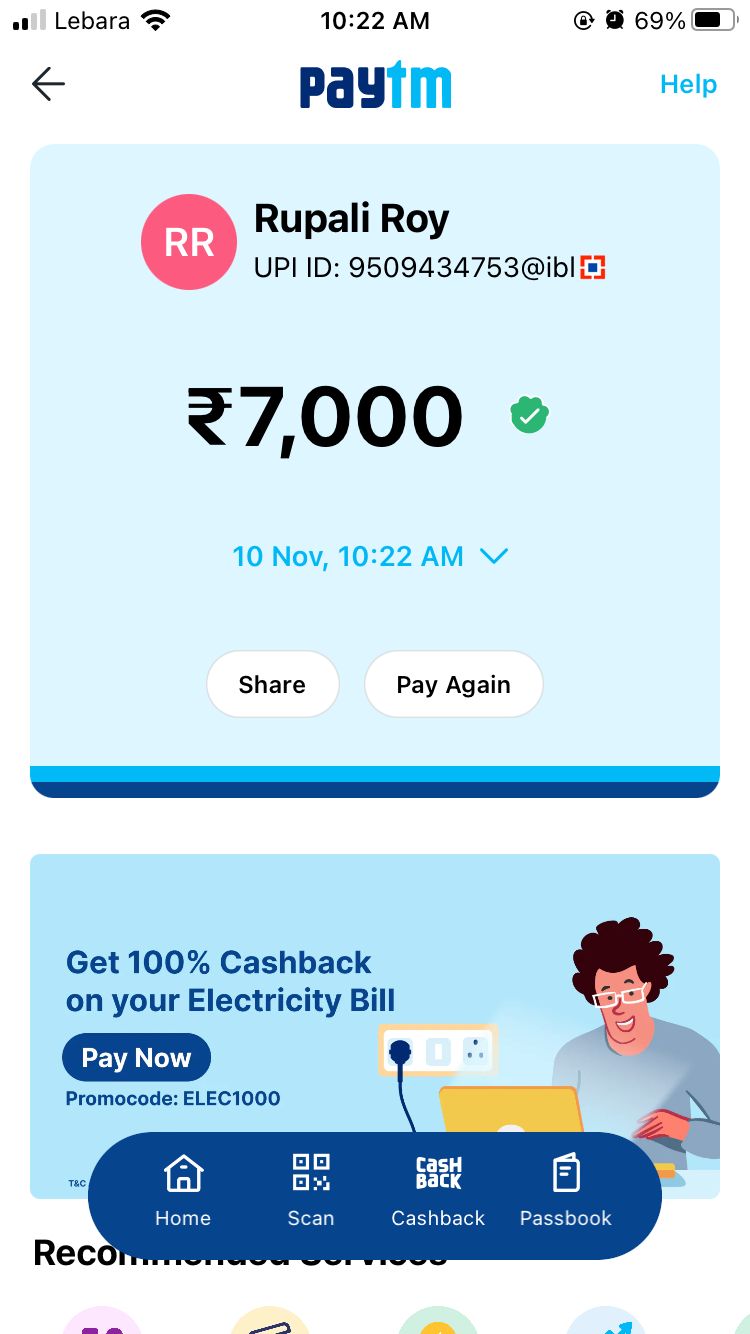 Lebara 10:22 AM 69%
paytm Help
RR
Rupali Roy
UPI ID: 9509434753@ibl
₹7,000
10 Nov, 10:22 AM
Share Pay Again
Get 100% Cashback
on your Electricity Bill
Pay Now
Promocode: ELEC1000
T&C
CASH BACK
Home Scan Cashback Passbook
Recommended Services